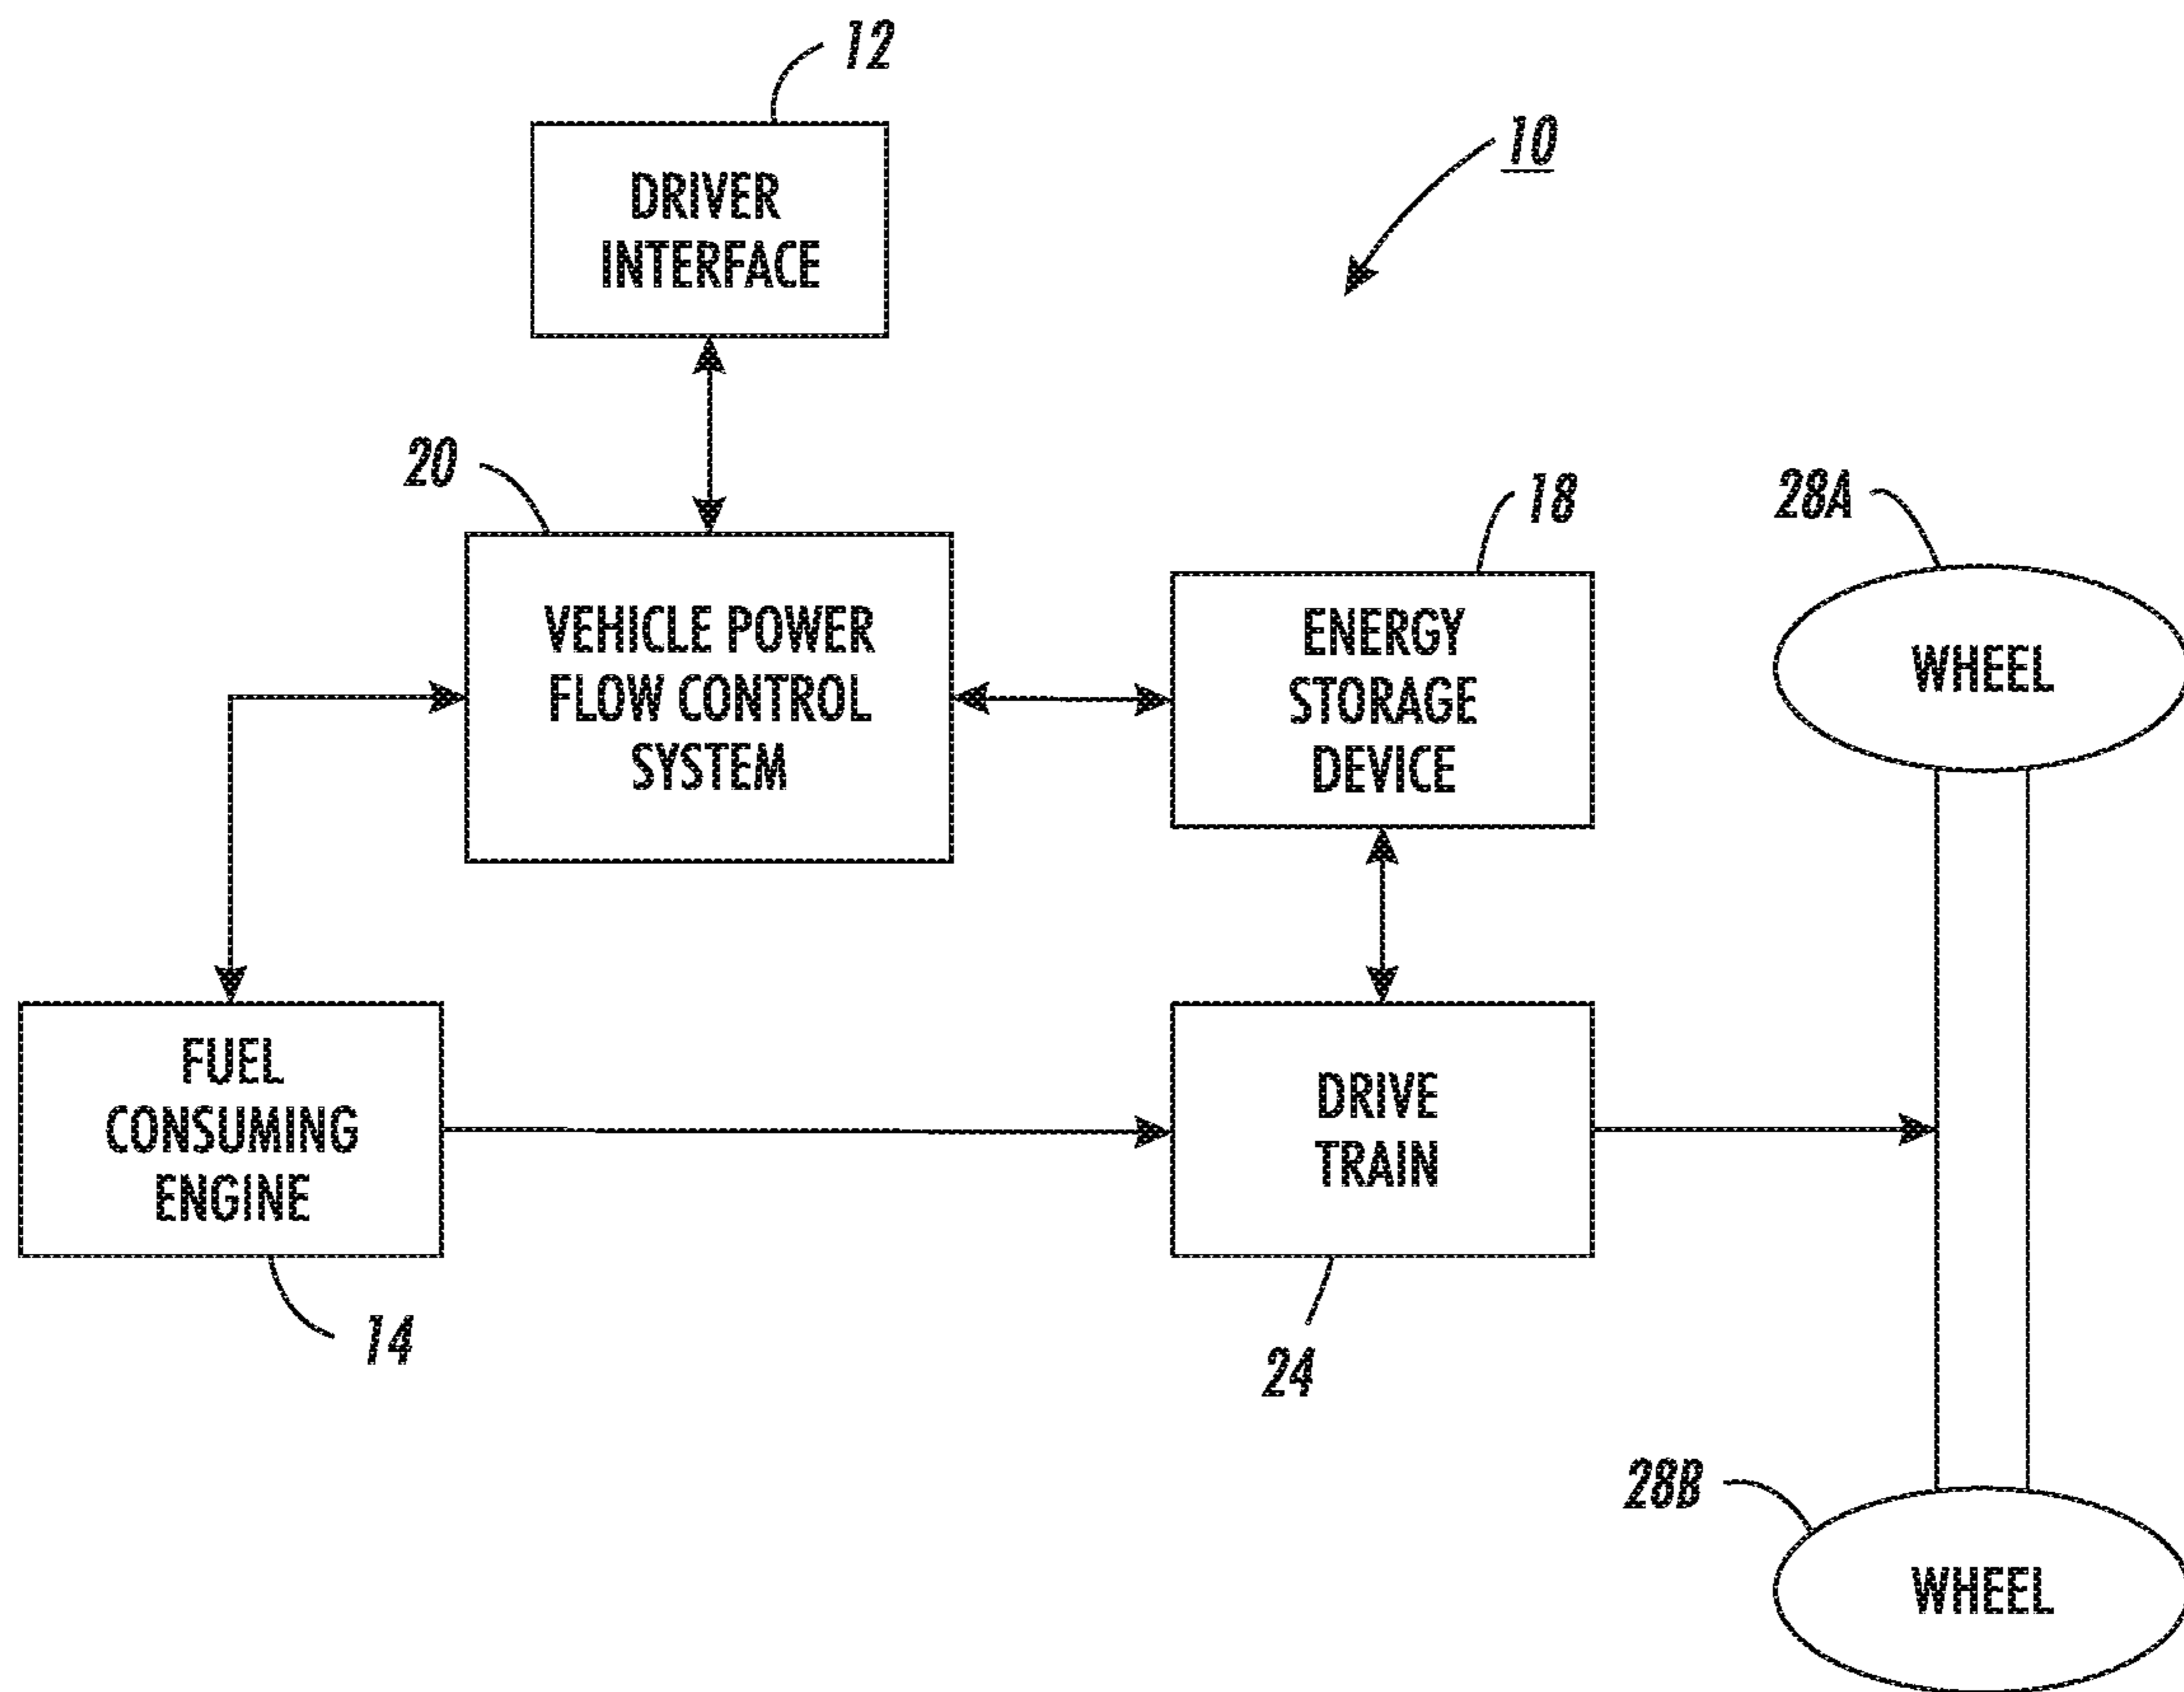 12
10
DRIVER
INTERFACE
20
18
28A
VEHICLE POWER
FLOW CONTROL
SYSTEM
ENERGY
STORAGE
DEVICE
WHEEL
FUEL
CONSUMING
ENGINE
DRIVE
TRAIN
14
24
28B
WHEEL